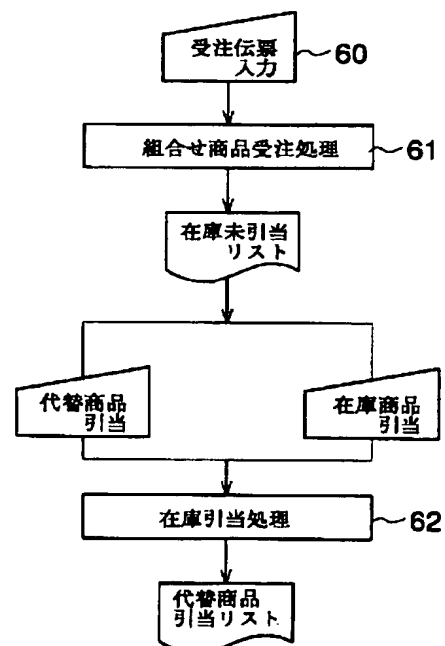 受注伝票
入力
60
組合せ商品受注処理
61
在庫未引当
リスト
代替商品
引当
在庫商品
引当
在庫引当処理
62
代替商品
引当リスト